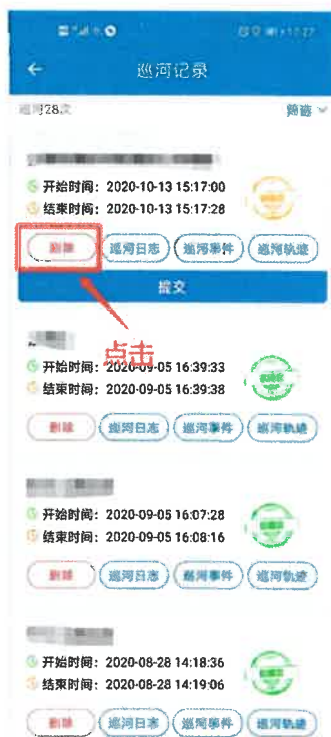 巡河记录
巡河28次
筛选
开始时间：2020-10-13 15:17:00
结束时间：2020-10-13 15:17:28
删除 巡河日志 巡河事件 巡河轨迹
提交
点击
开始时间：2020-09-05 16:39:33
结束时间：2020-09-05 16:39:38
删除 巡河日志 巡河事件 巡河轨迹
开始时间：2020-09-05 16:07:28
结束时间：2020-09-05 16:08:16
删除 巡河日志 巡河事件 巡河轨迹
开始时间：2020-08-28 14:18:36
结束时间：2020-08-28 14:19:06
删除 巡河日志 巡河事件 巡河轨迹